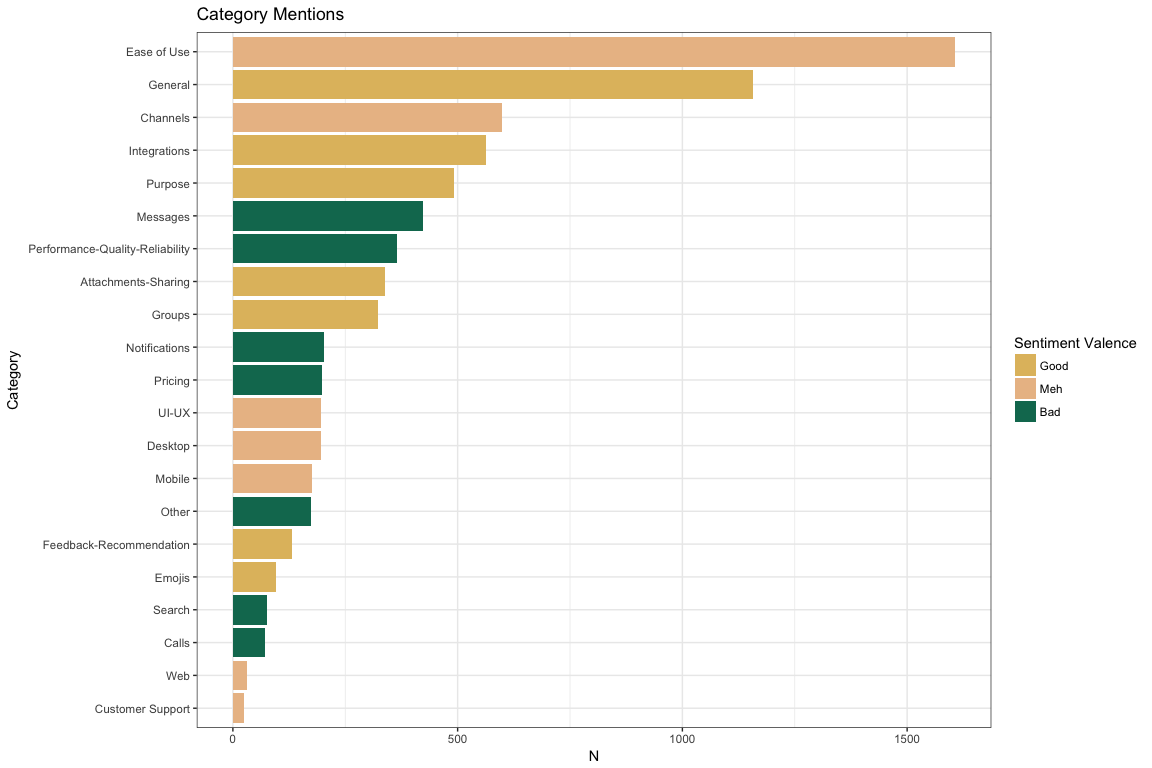 Category Mentions
Ease of Use
General
Channels
Integrations
Purpose
Messages
Performance-Quality-Reliability
Attachments-Sharing
Groups
Notifications
Pricing
UI-UX
Desktop
Mobile
Other
Feedback-Recommendation
Emojis
Search
Calls
Web
Customer Support
Category
0 500 1000 1500
N
Sentiment Valence
Good
Meh
Bad